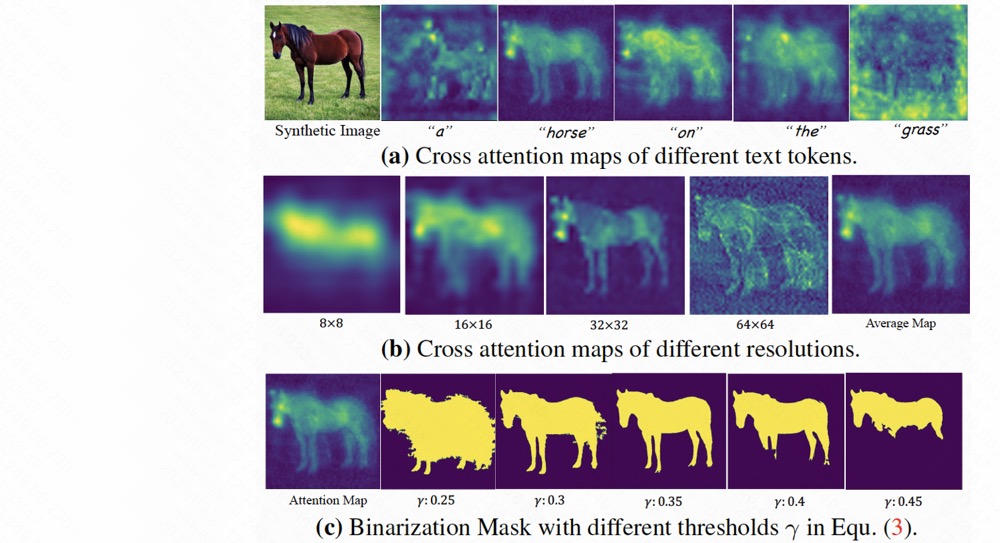 Synthetic Image "a" "horse" "on" "the" "grass"
(a) Cross attention maps of different text tokens.
8×8 16×16 32×32 64×64 Average Map
(b) Cross attention maps of different resolutions.
Attention Map γ: 0.25 γ: 0.3 γ: 0.35 γ: 0.4 γ: 0.45
(c) Binarization Mask with different thresholds γ in Equ. (3).